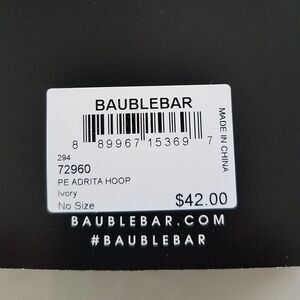 BAUBLEBAR
8 89967 15369 7
MADE IN CHINA
294
72960
PE ADRITA HOOP
Ivory
No Size
$42.00
BAUBLEBAR.COM
#BAUBLEBAR